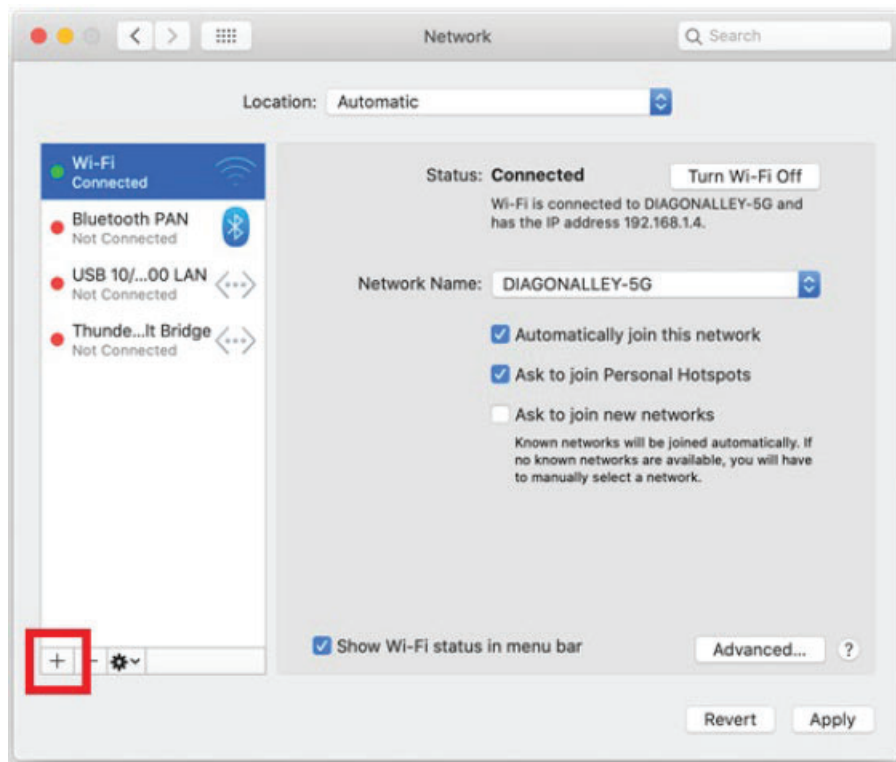 Network
Search
Location: Automatic
Wi-Fi
Connected
Bluetooth PAN
Not Connected
USB 10/...00 LAN
Not Connected
Thunde...lt Bridge
Not Connected
Status: Connected
Turn Wi-Fi Off
Wi-Fi is connected to DIAGONALLEY-5G and
has the IP address 192.168.1.4.
Network Name: DIAGONALLEY-5G
Automatically join this network
Ask to join Personal Hotspots
Ask to join new networks
Known networks will be joined automatically. If
no known networks are available, you will have
to manually select a network.
Show Wi-Fi status in menu bar
Advanced...
?
Revert
Apply